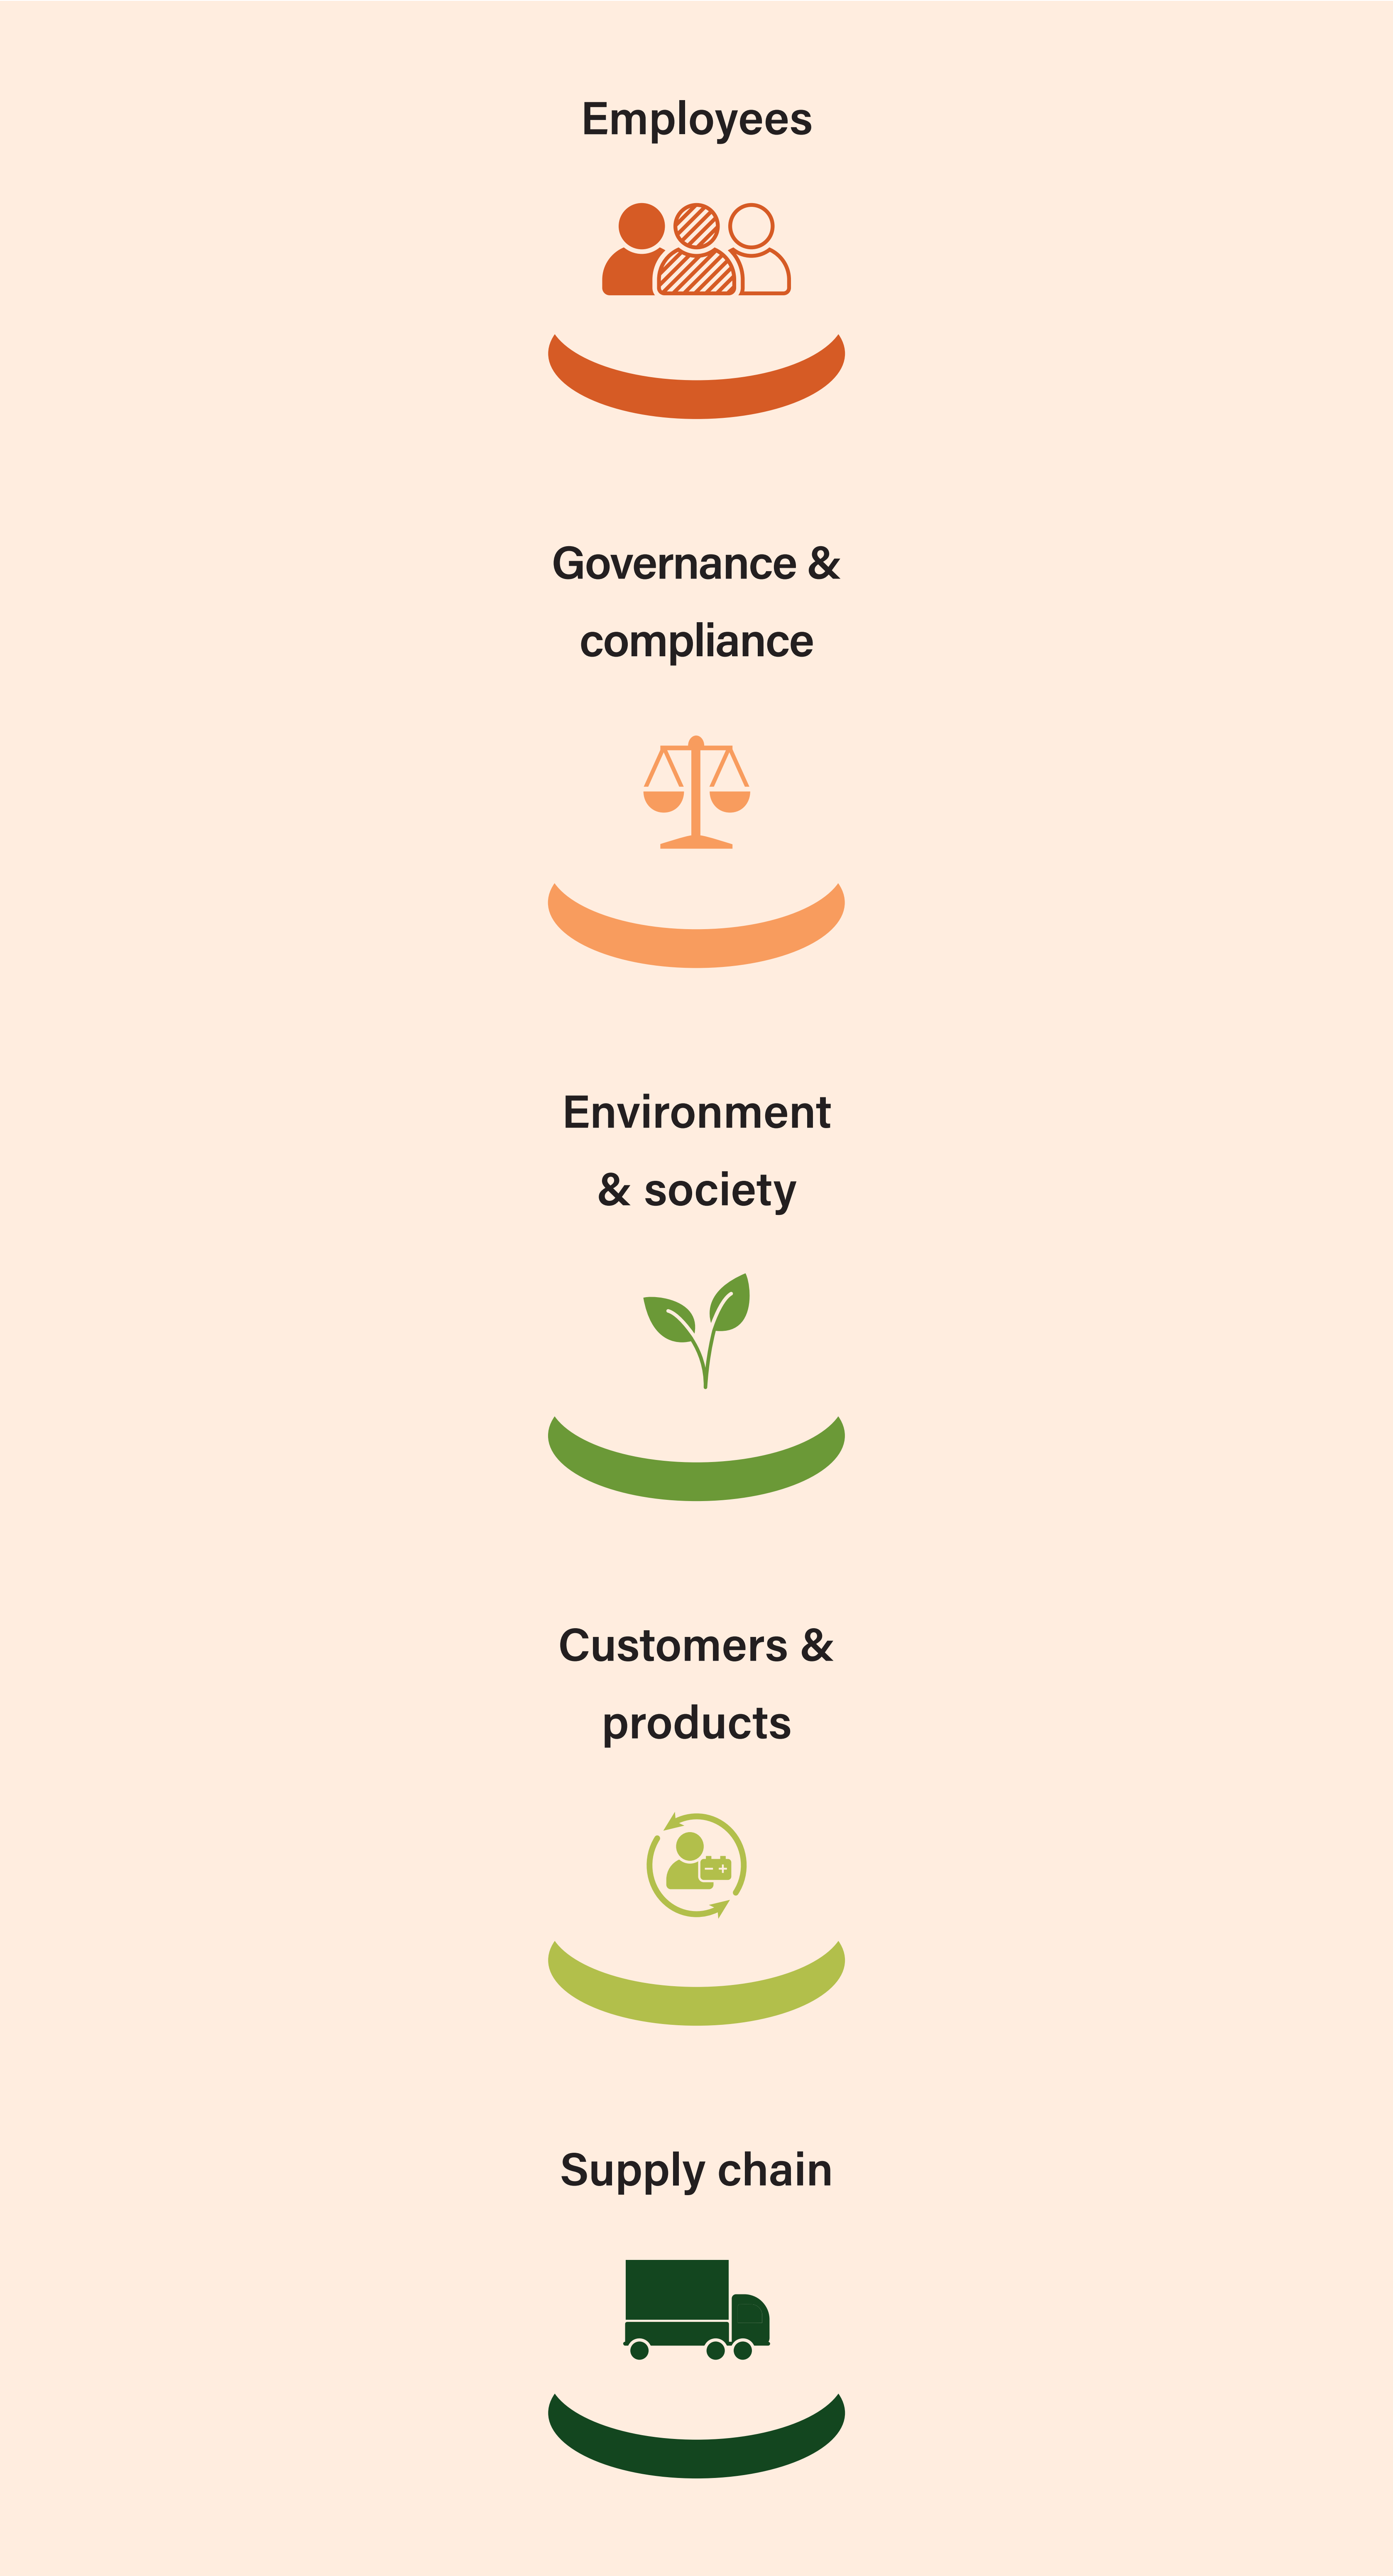 Employees
Governance &
compliance
Environment
& society
Customers &
products
Supply chain